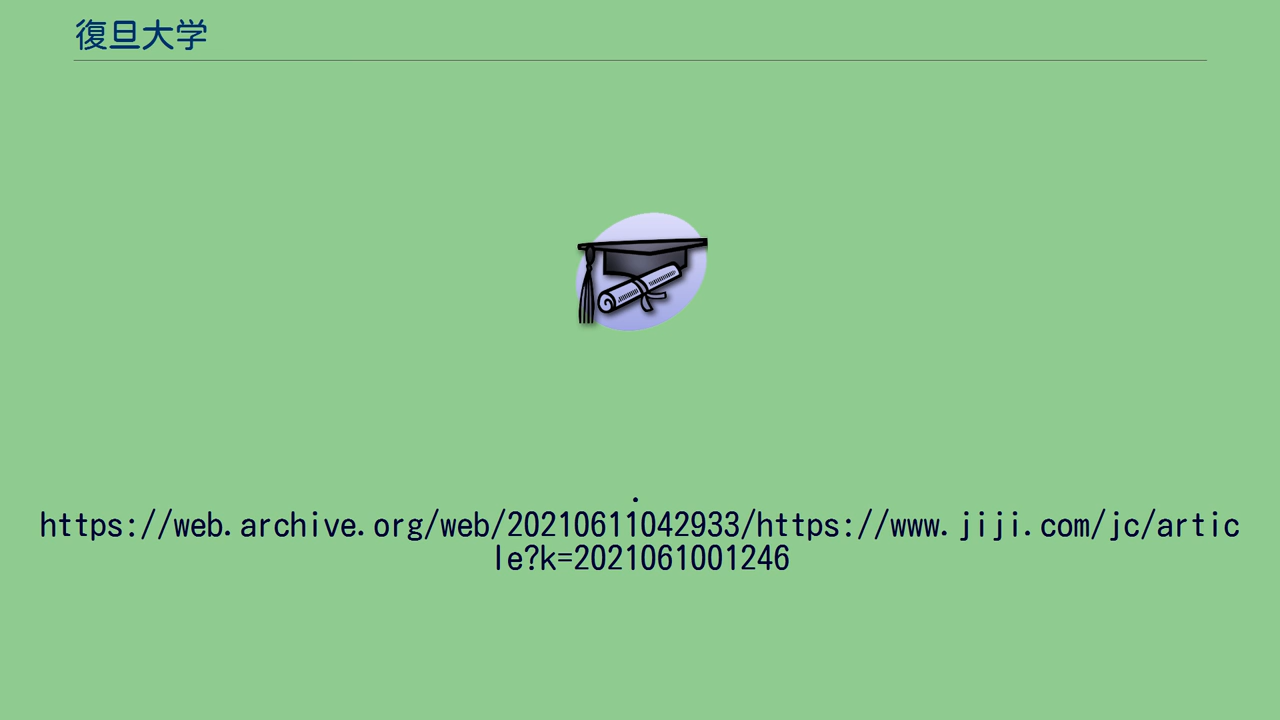 復旦大学
.
https://web.archive.org/web/20210611042933/https://www.jiji.com/jc/artic
le?k=2021061001246